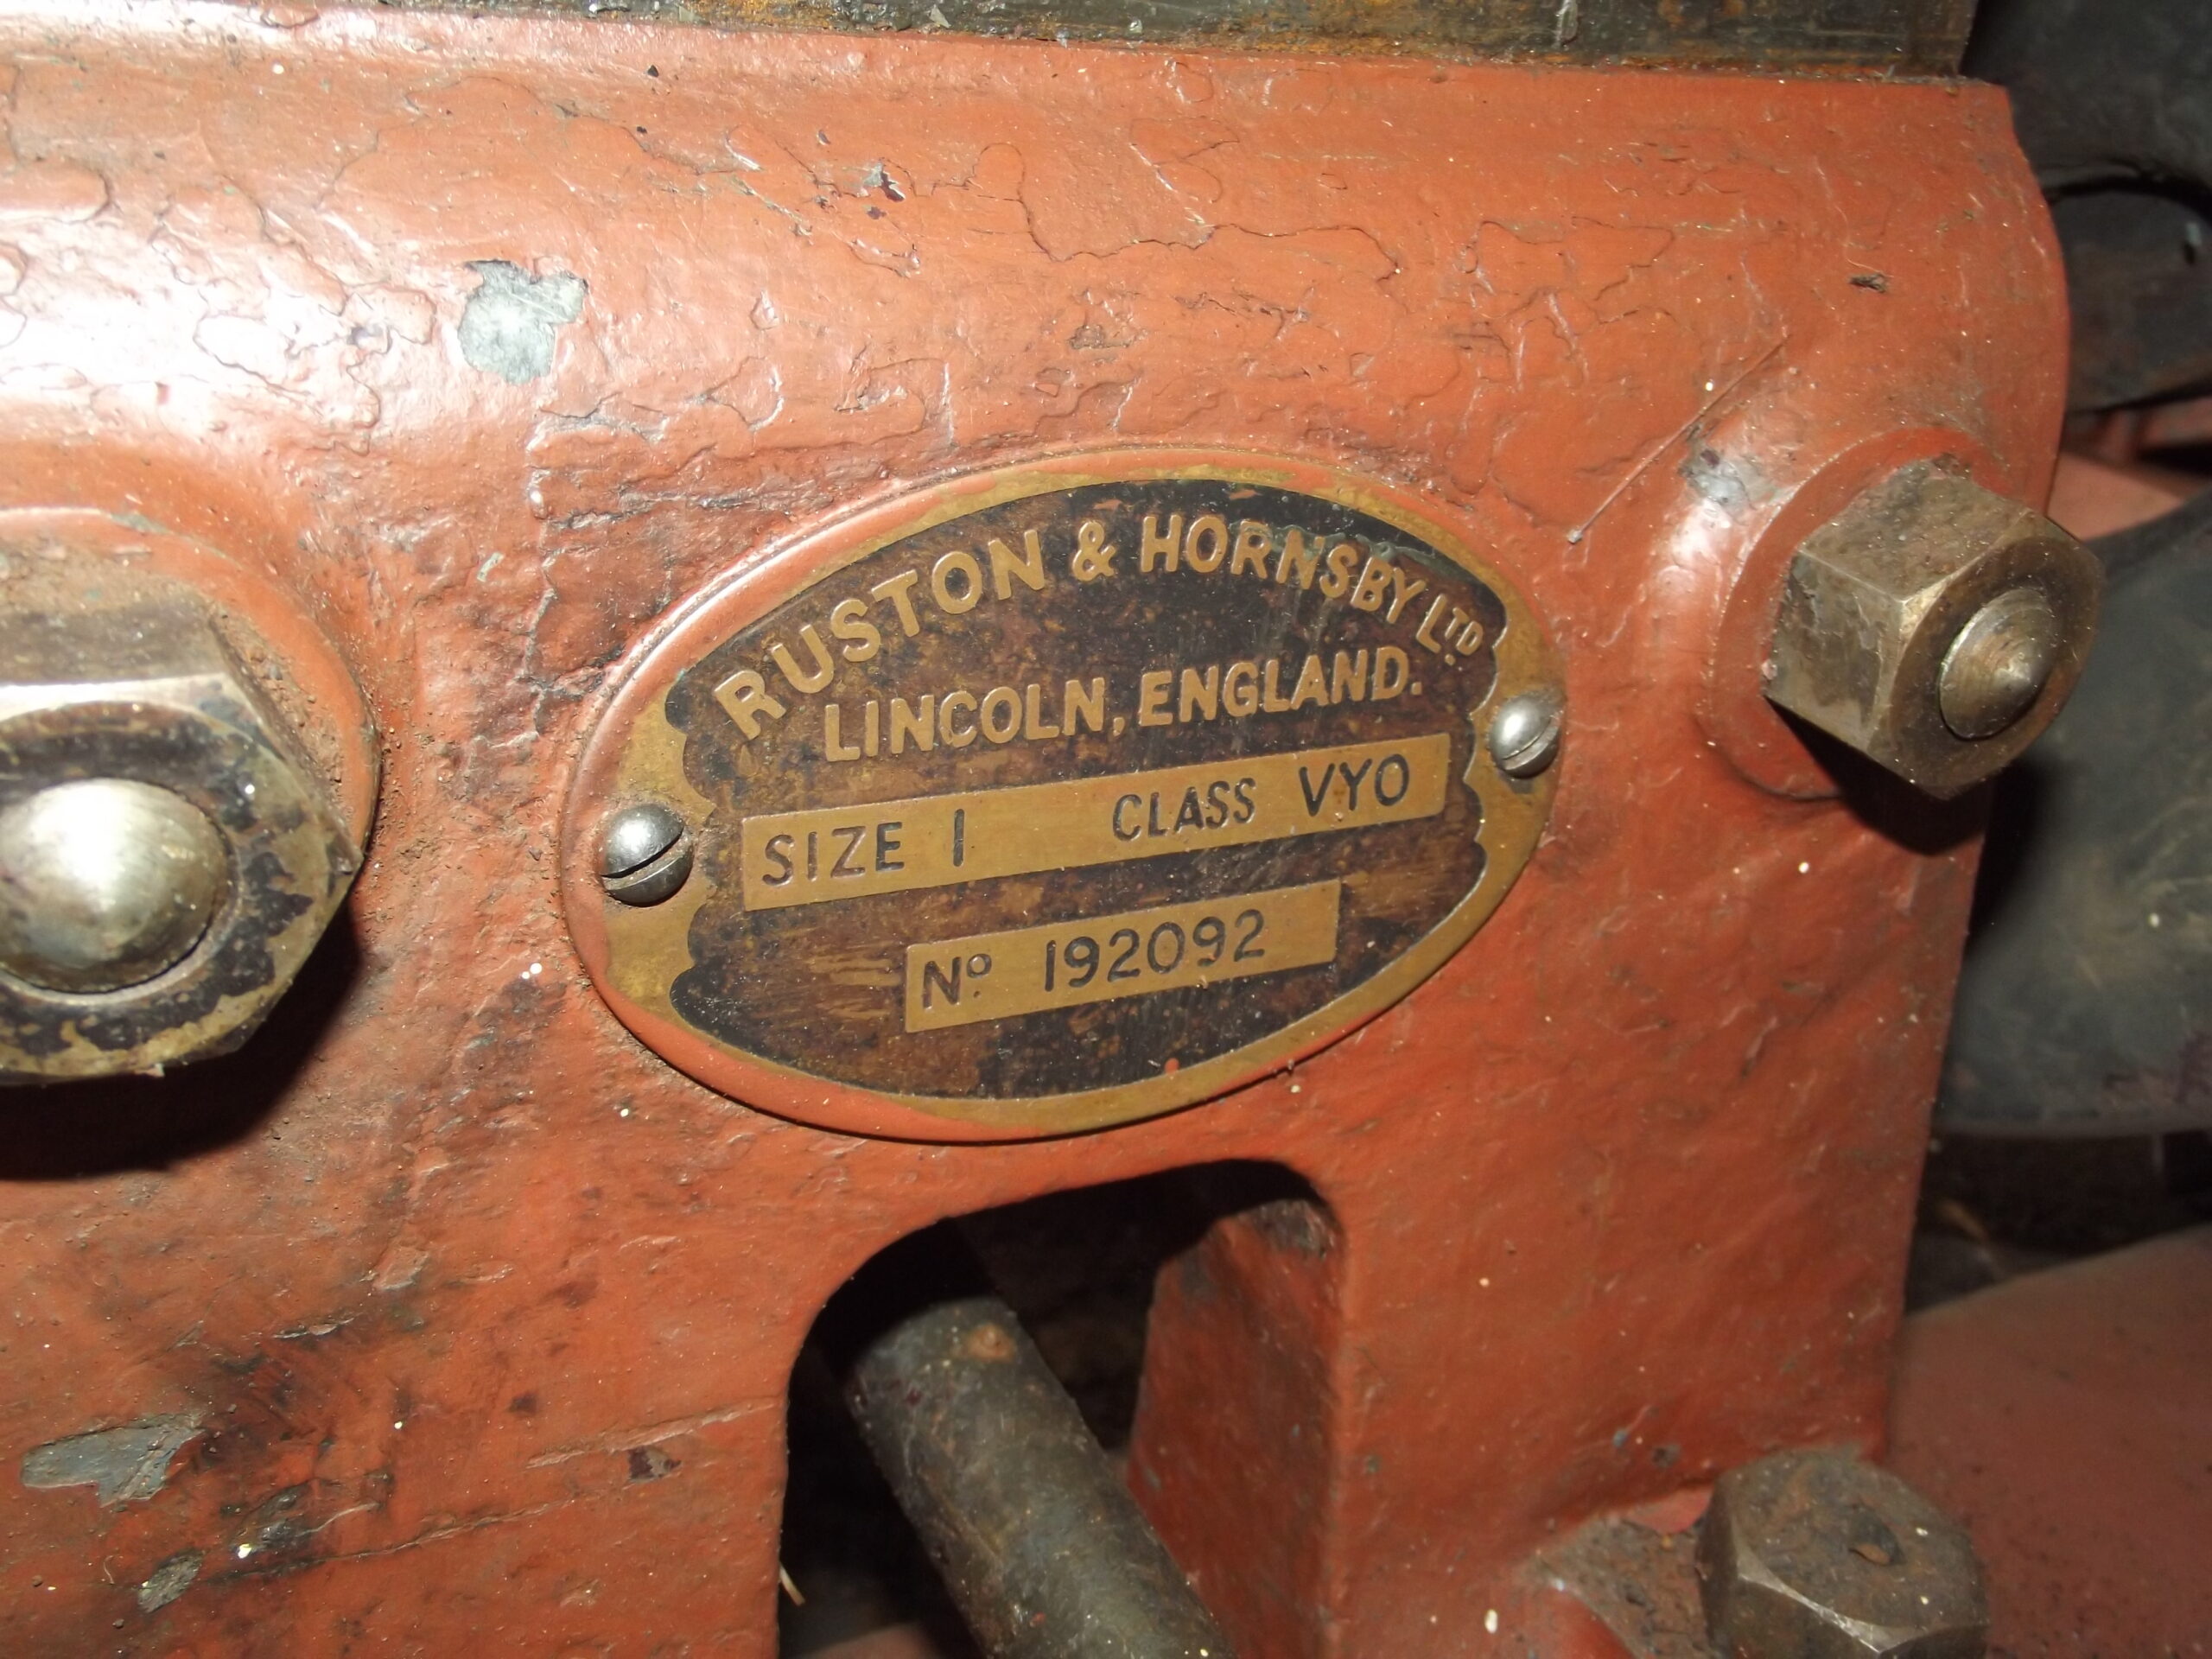 RUSTON & HORNSBY LTD
LINCOLN, ENGLAND.
SIZE 1 CLASS VYO
No. 192092